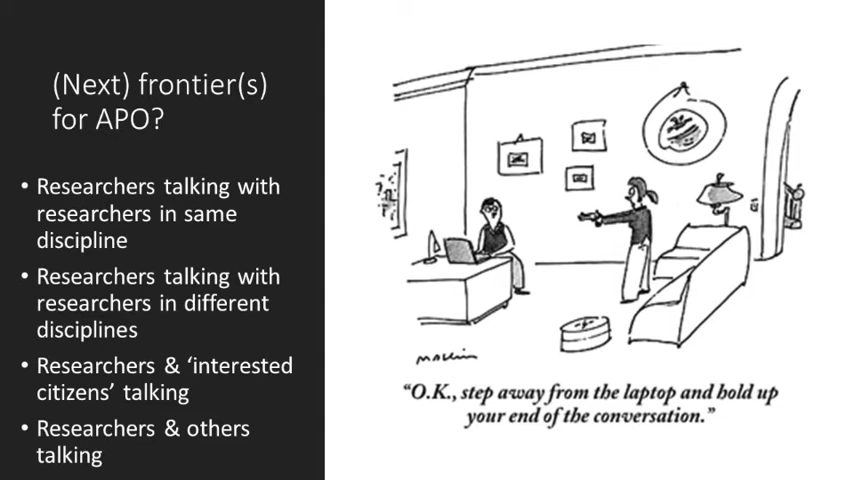 (Next) frontier(s)
for APO?
• Researchers talking with
researchers in same
discipline
• Researchers talking with
researchers in different
disciplines
• Researchers & ‘interested
citizens’ talking
• Researchers & others
talking
“O.K., step away from the laptop and hold up
your end of the conversation.”